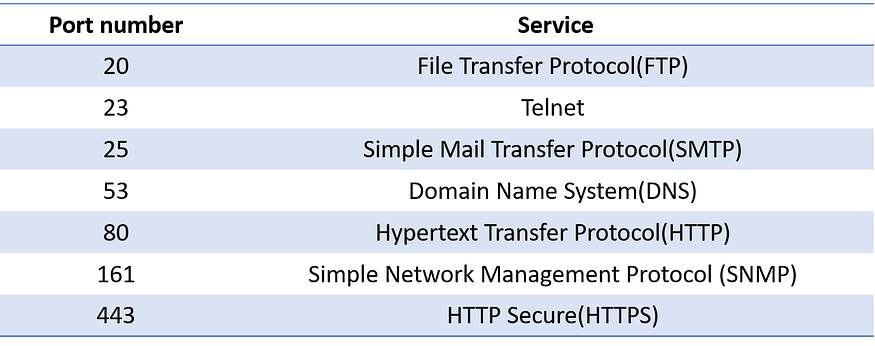 Port number Service
20 File Transfer Protocol(FTP)
23 Telnet
25 Simple Mail Transfer Protocol(SMTP)
53 Domain Name System(DNS)
80 Hypertext Transfer Protocol(HTTP)
161 Simple Network Management Protocol (SNMP)
443 HTTP Secure(HTTPS)